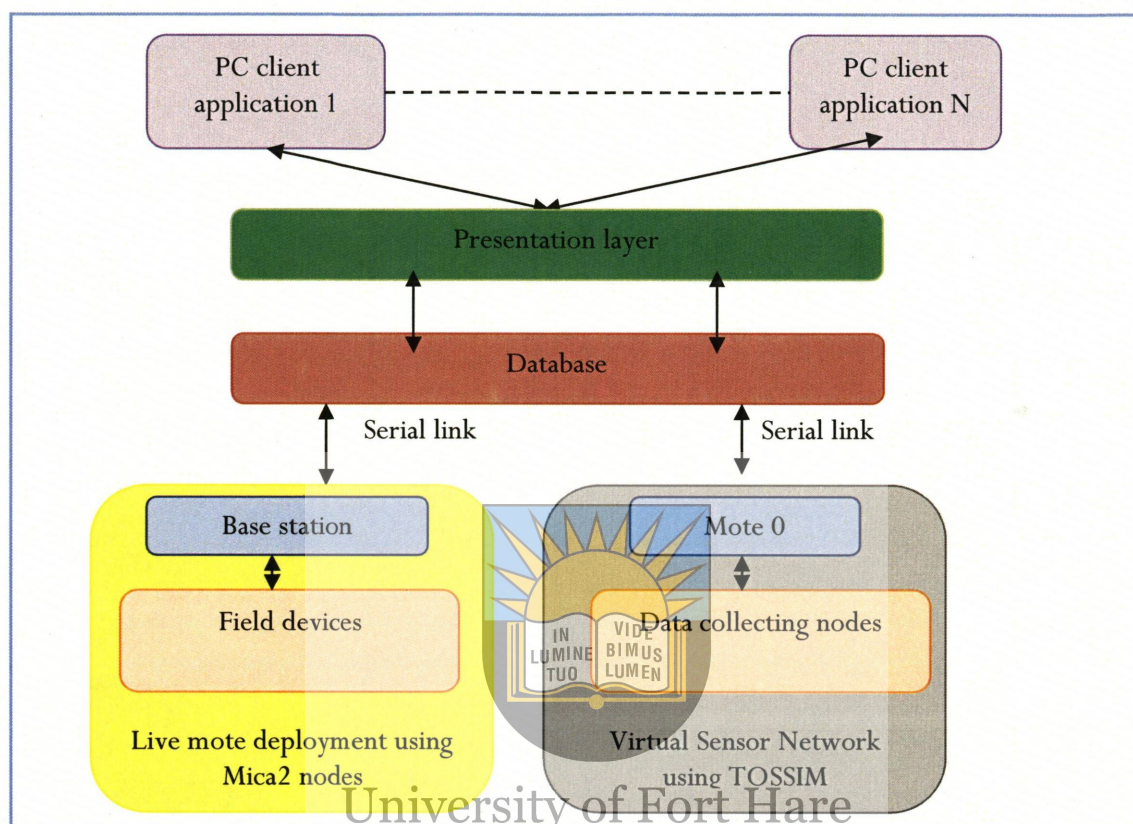 PC client
application 1
PC client
application N
Presentation layer
Database
Serial link
Serial link
Base station
Mote 0
Field devices
Data collecting nodes
IN
LUMINE
TUO
VIDE
BIMUS
LUMEN
Live mote deployment using
Mica2 nodes
Virtual Sensor Network
using TOSSIM
University of Fort Hare